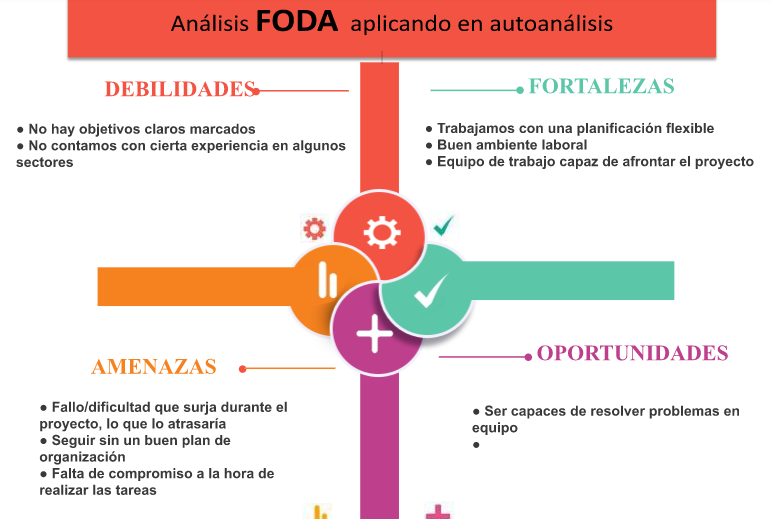 Análisis FODA aplicando en autoanálisis
DEBILIDADES
● No hay objetivos claros marcados
● No contamos con cierta experiencia en algunos
sectores
FORTALEZAS
● Trabajamos con una planificación flexible
● Buen ambiente laboral
● Equipo de trabajo capaz de afrontar el proyecto
AMENAZAS
● Fallo/dificultad que surja durante el
proyecto, lo que lo atrasaría
● Seguir sin un buen plan de
organización
● Falta de compromiso a la hora de
realizar las tareas
OPORTUNIDADES
● Ser capaces de resolver problemas en
equipo
●